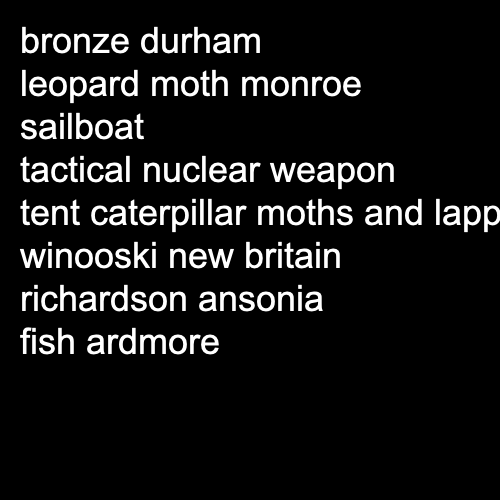 bronze durham
leopard moth monroe
sailboat
tactical nuclear weapon
tent caterpillar moths and lapp
winooski new britain
richardson ansonia
fish ardmore